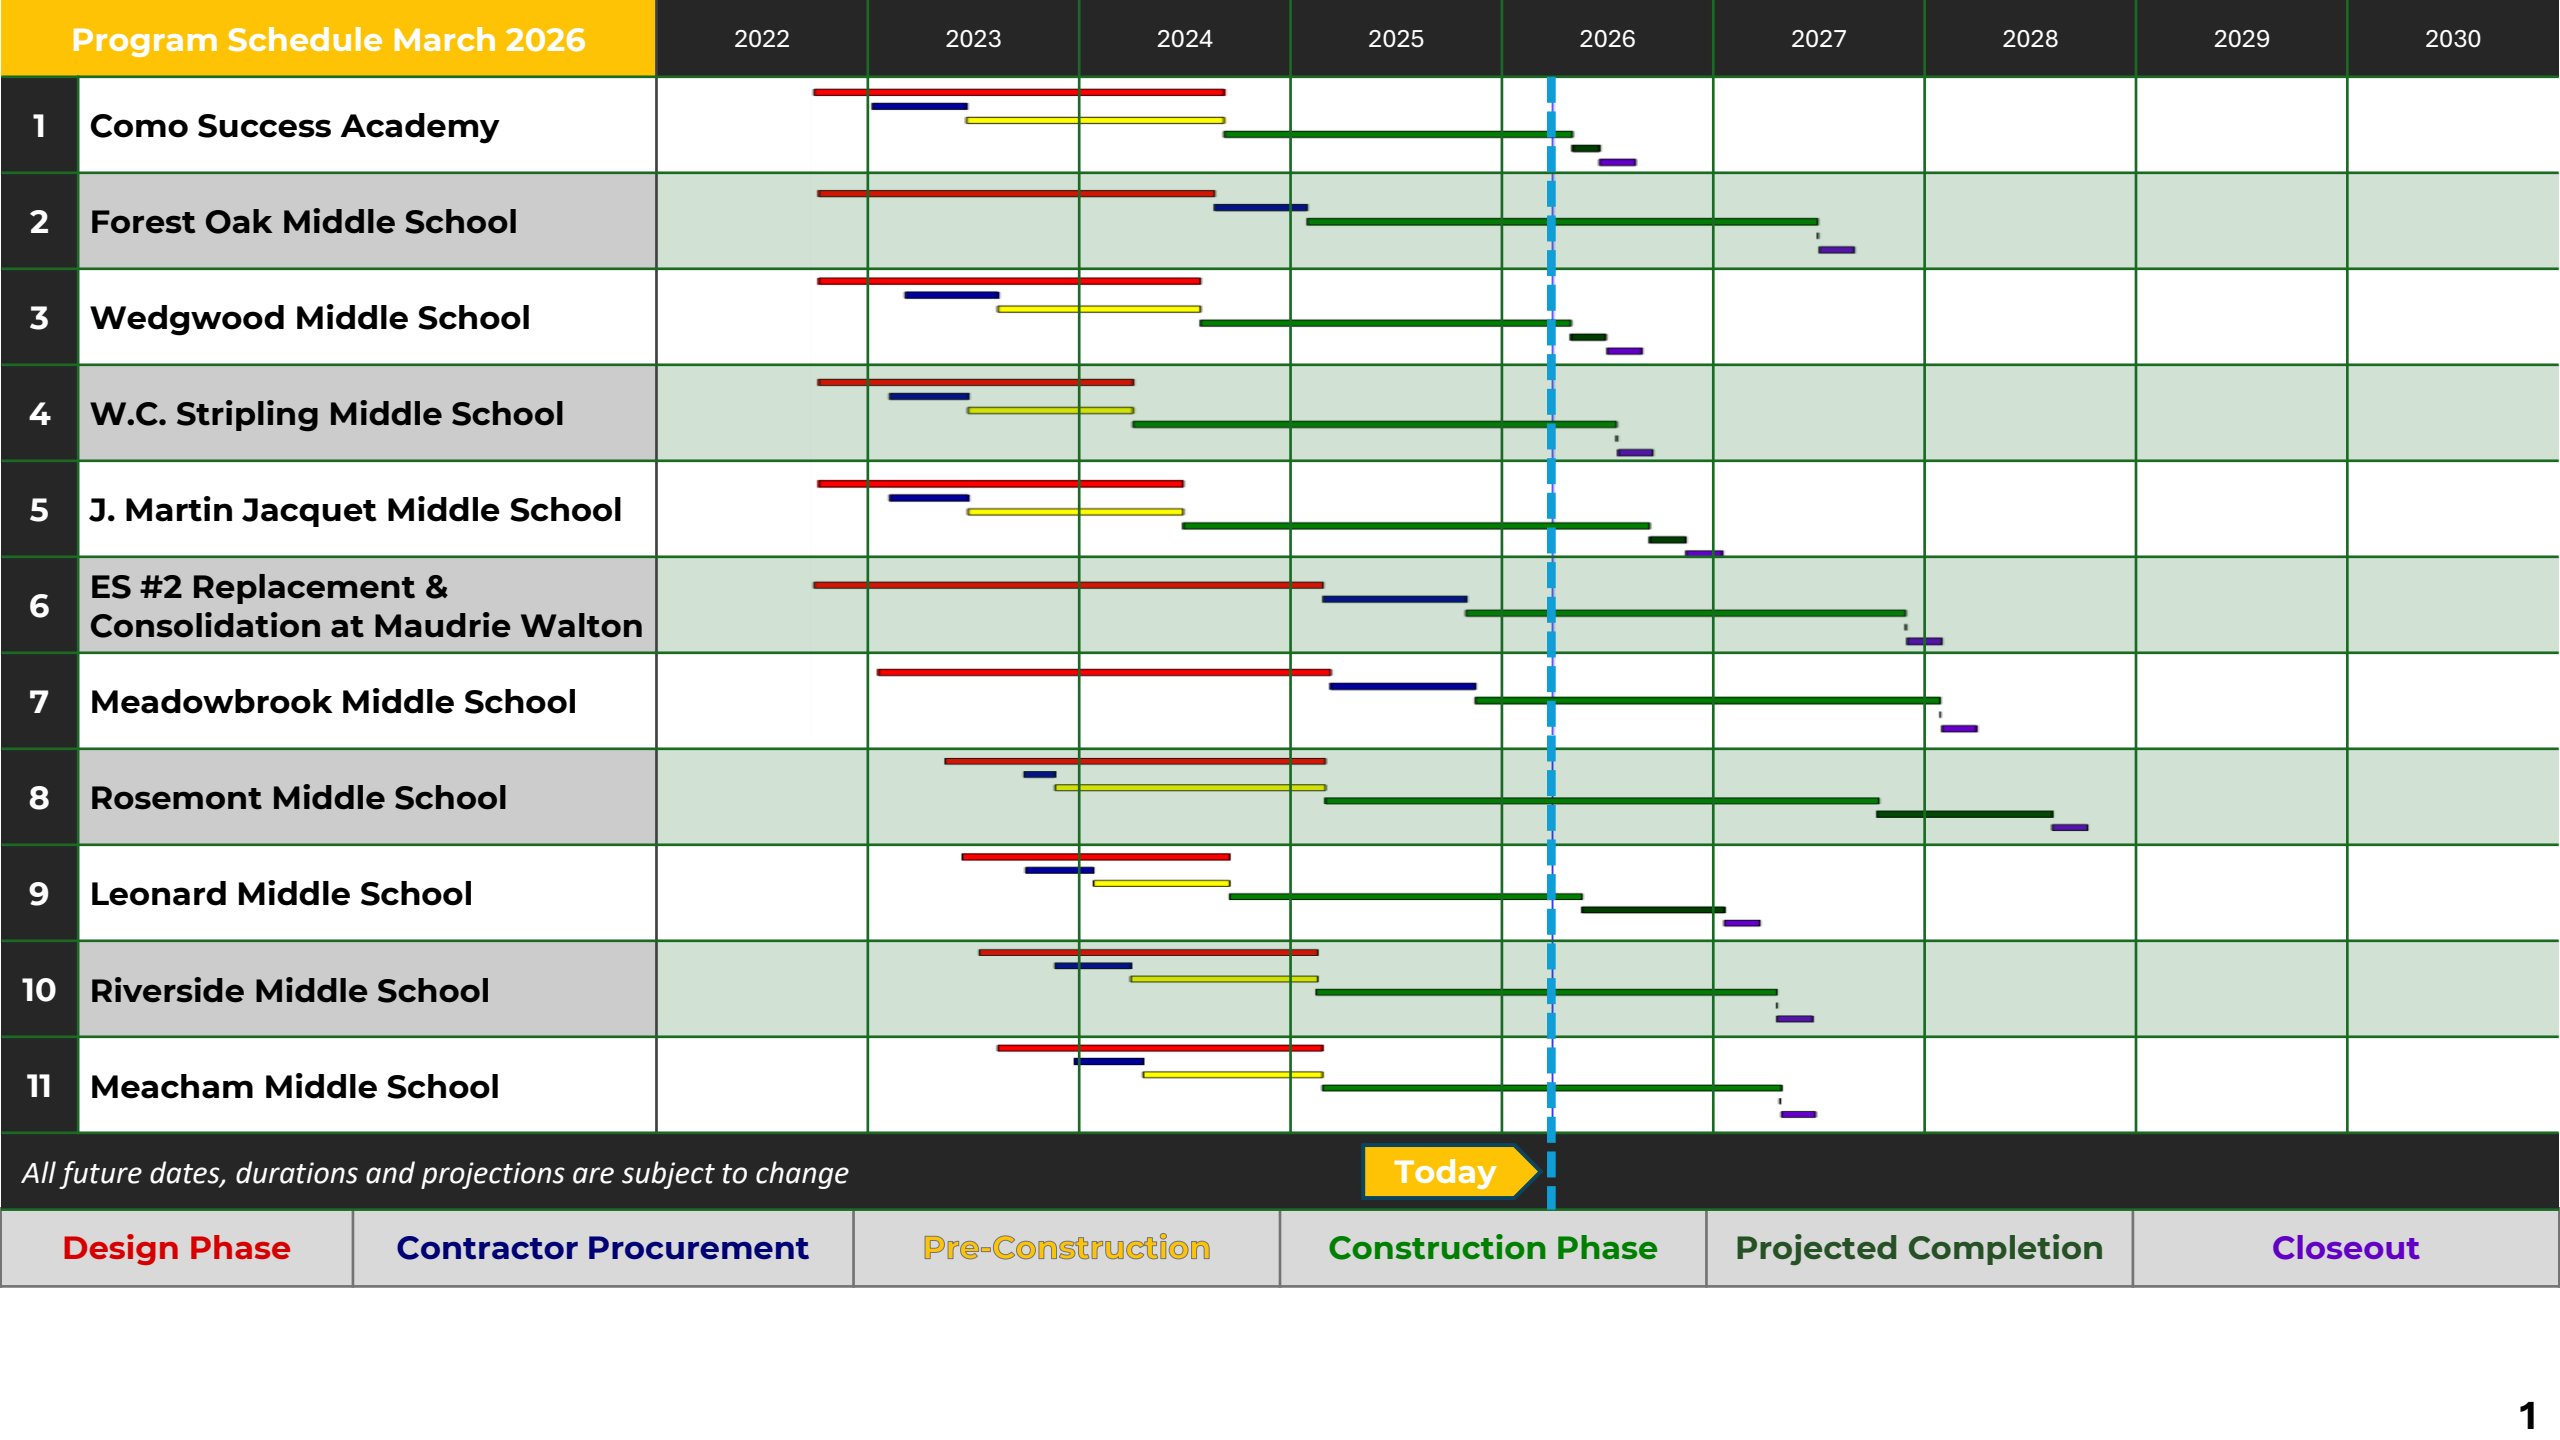 Program Schedule March 2026
2022
2023
2024
2025
2026
2027
2028
2029
2030
1
Como Success Academy
2
Forest Oak Middle School
3
Wedgwood Middle School
4
W.C. Stripling Middle School
5
J. Martin Jacquet Middle School
6
ES #2 Replacement &
Consolidation at Maudrie Walton
7
Meadowbrook Middle School
8
Rosemont Middle School
9
Leonard Middle School
10
Riverside Middle School
11
Meacham Middle School
All future dates, durations and projections are subject to change
Today
Design Phase
Contractor Procurement
Pre-Construction
Construction Phase
Projected Completion
Closeout
1